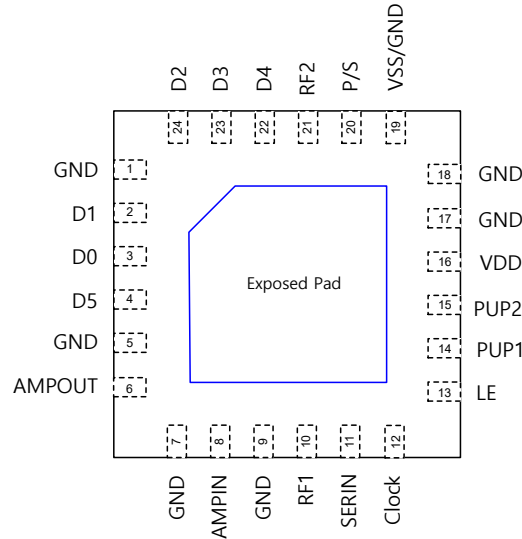 D2 D3 D4 RF2 P/S VSS/GND
24 23 22 21 20 19
GND 1
D1 2
D0 3
D5 4
GND 5
AMPOUT 6
18 GND
17 GND
16 VDD
15 PUP2
14 PUP1
13 LE
Exposed Pad
7 8 9 10 11 12
GND AMPIN GND RF1 SERIN Clock